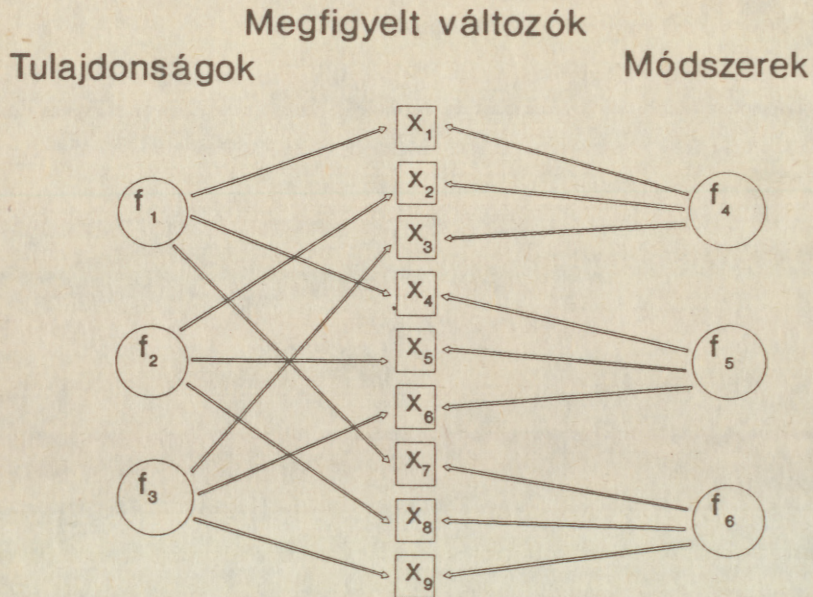 Megfigyelt változók
Tulajdonságok
Módszerek
x₁
x₂
x₃
x₄
x₅
x₆
x₇
x₈
x₉
f₁
f₂
f₃
f₄
f₅
f₆